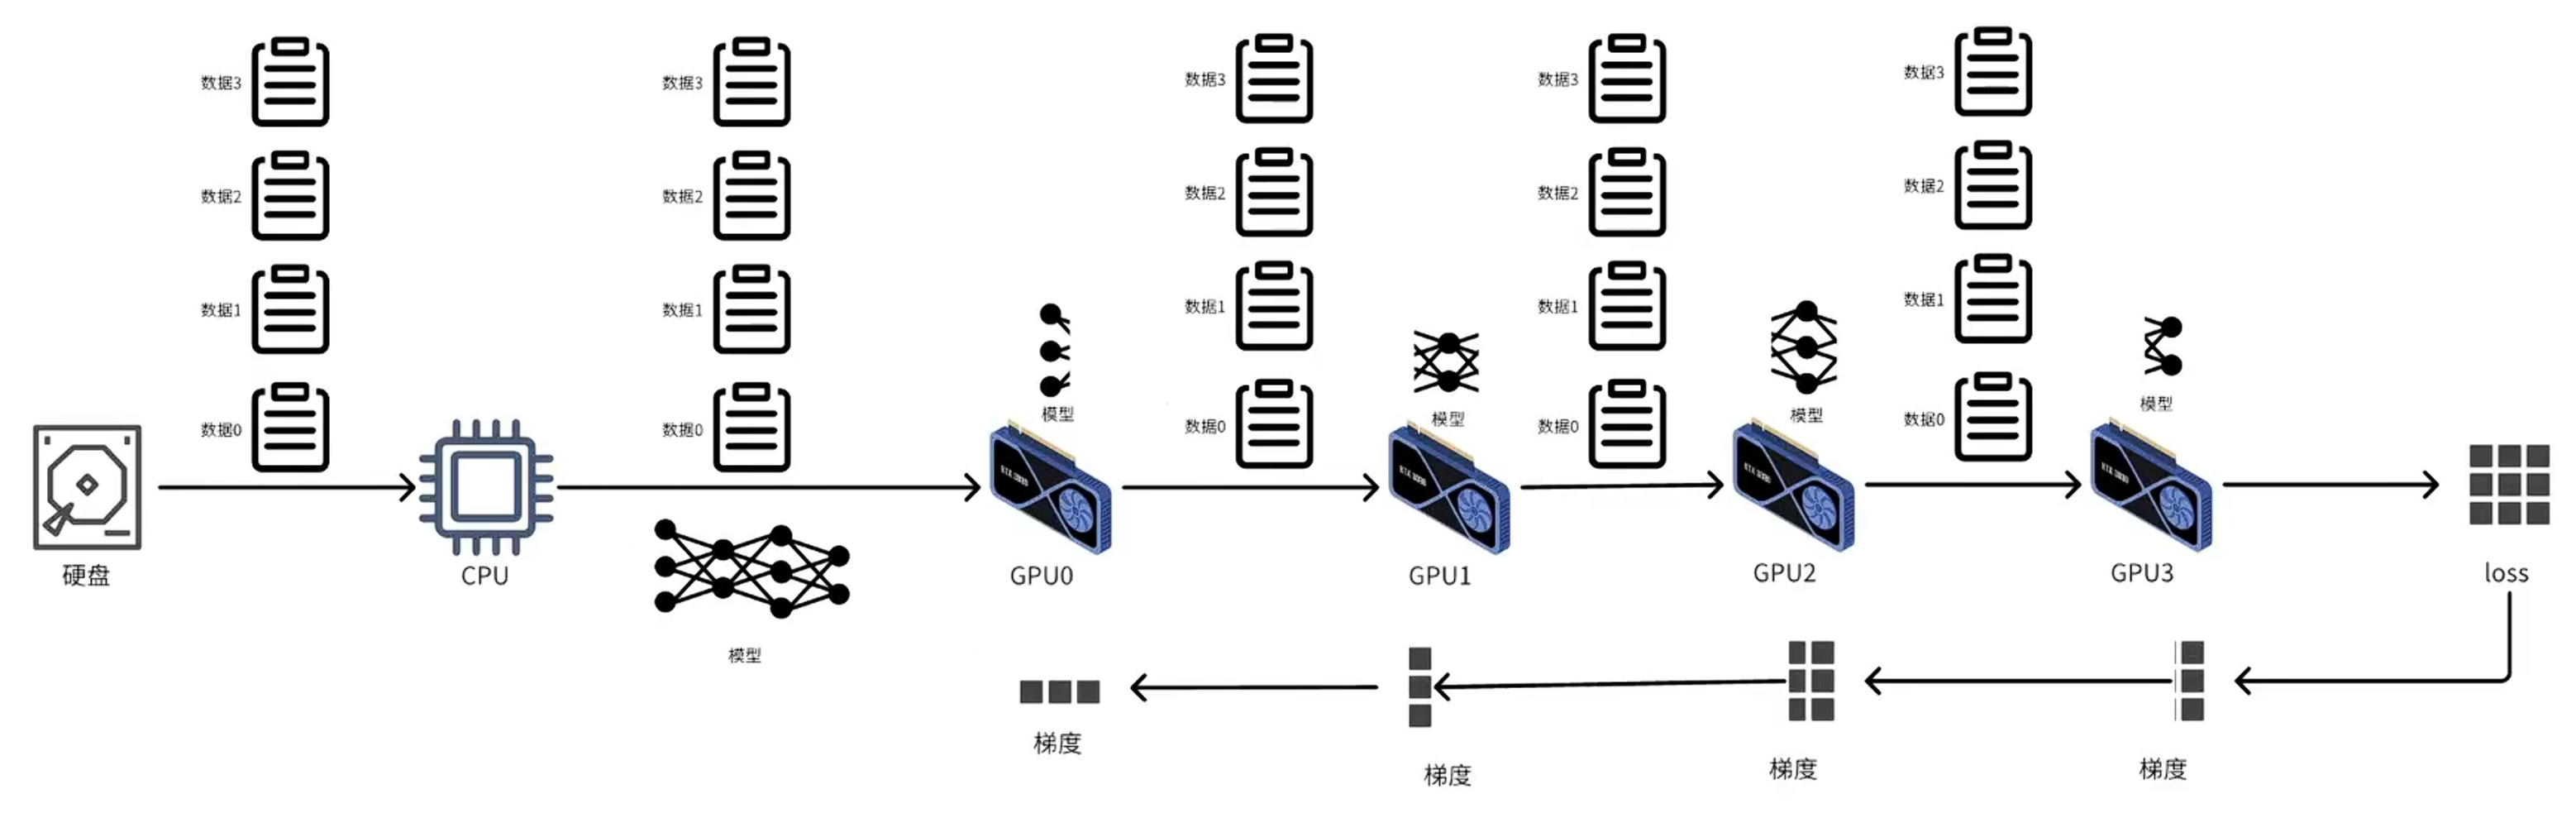 数据3
数据2
数据1
数据0
硬盘
CPU
数据3
数据2
数据1
数据0
模型
模型
GPU0
数据3
数据2
数据1
数据0
模型
GPU1
数据3
数据2
数据1
数据0
模型
GPU2
数据3
数据2
数据1
数据0
模型
GPU3
loss
梯度
梯度
梯度
梯度